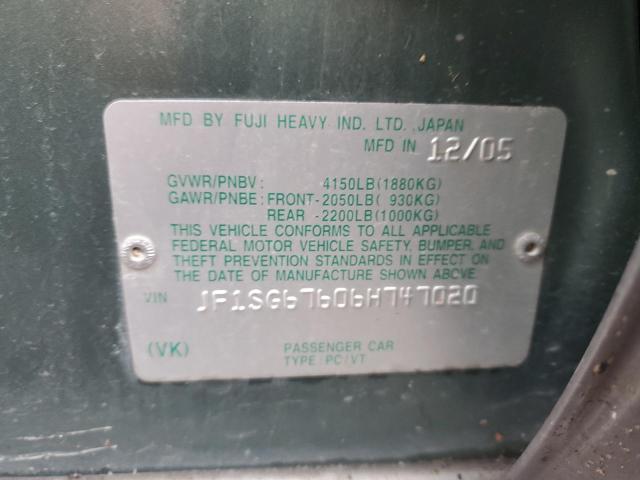 MFD BY FUJI HEAVY IND. LTD. JAPAN
MFD IN 12/05
GVWR/PNBV: 4150LB(1880KG)
GAWR/PNBE: FRONT-2050LB( 930KG)
REAR -2200LB(1000KG)
THIS VEHICLE CONFORMS TO ALL APPLICABLE
FEDERAL MOTOR VEHICLE SAFETY, BUMPER, AND
THEFT PREVENTION STANDARDS IN EFFECT ON
THE DATE OF MANUFACTURE SHOWN ABOVE
VIN JF1SG67606H747020
(VK) PASSENGER CAR
TYPE: PC/VT